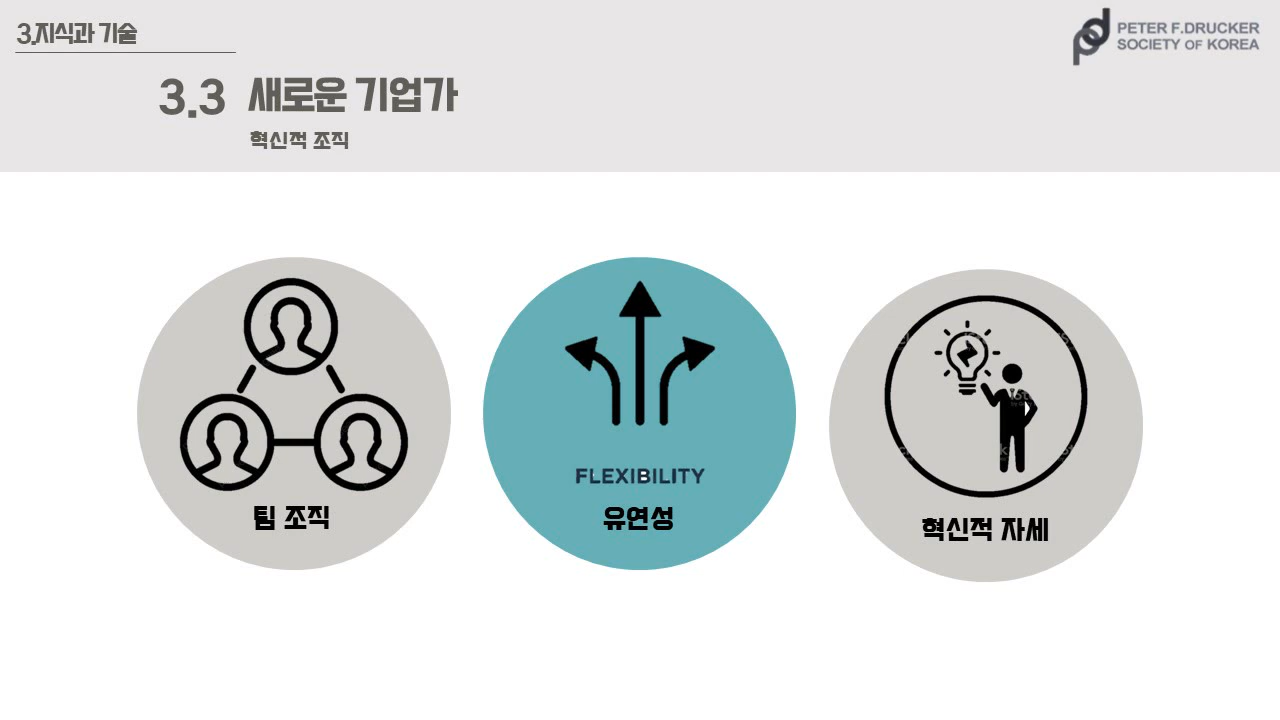 3.지식과 기술
PETER F.DRUCKER
SOCIETY OF KOREA
3.3 새로운 기업가
혁신적 조직
FLEXIBILITY
팀 조직
유연성
혁신적 자세